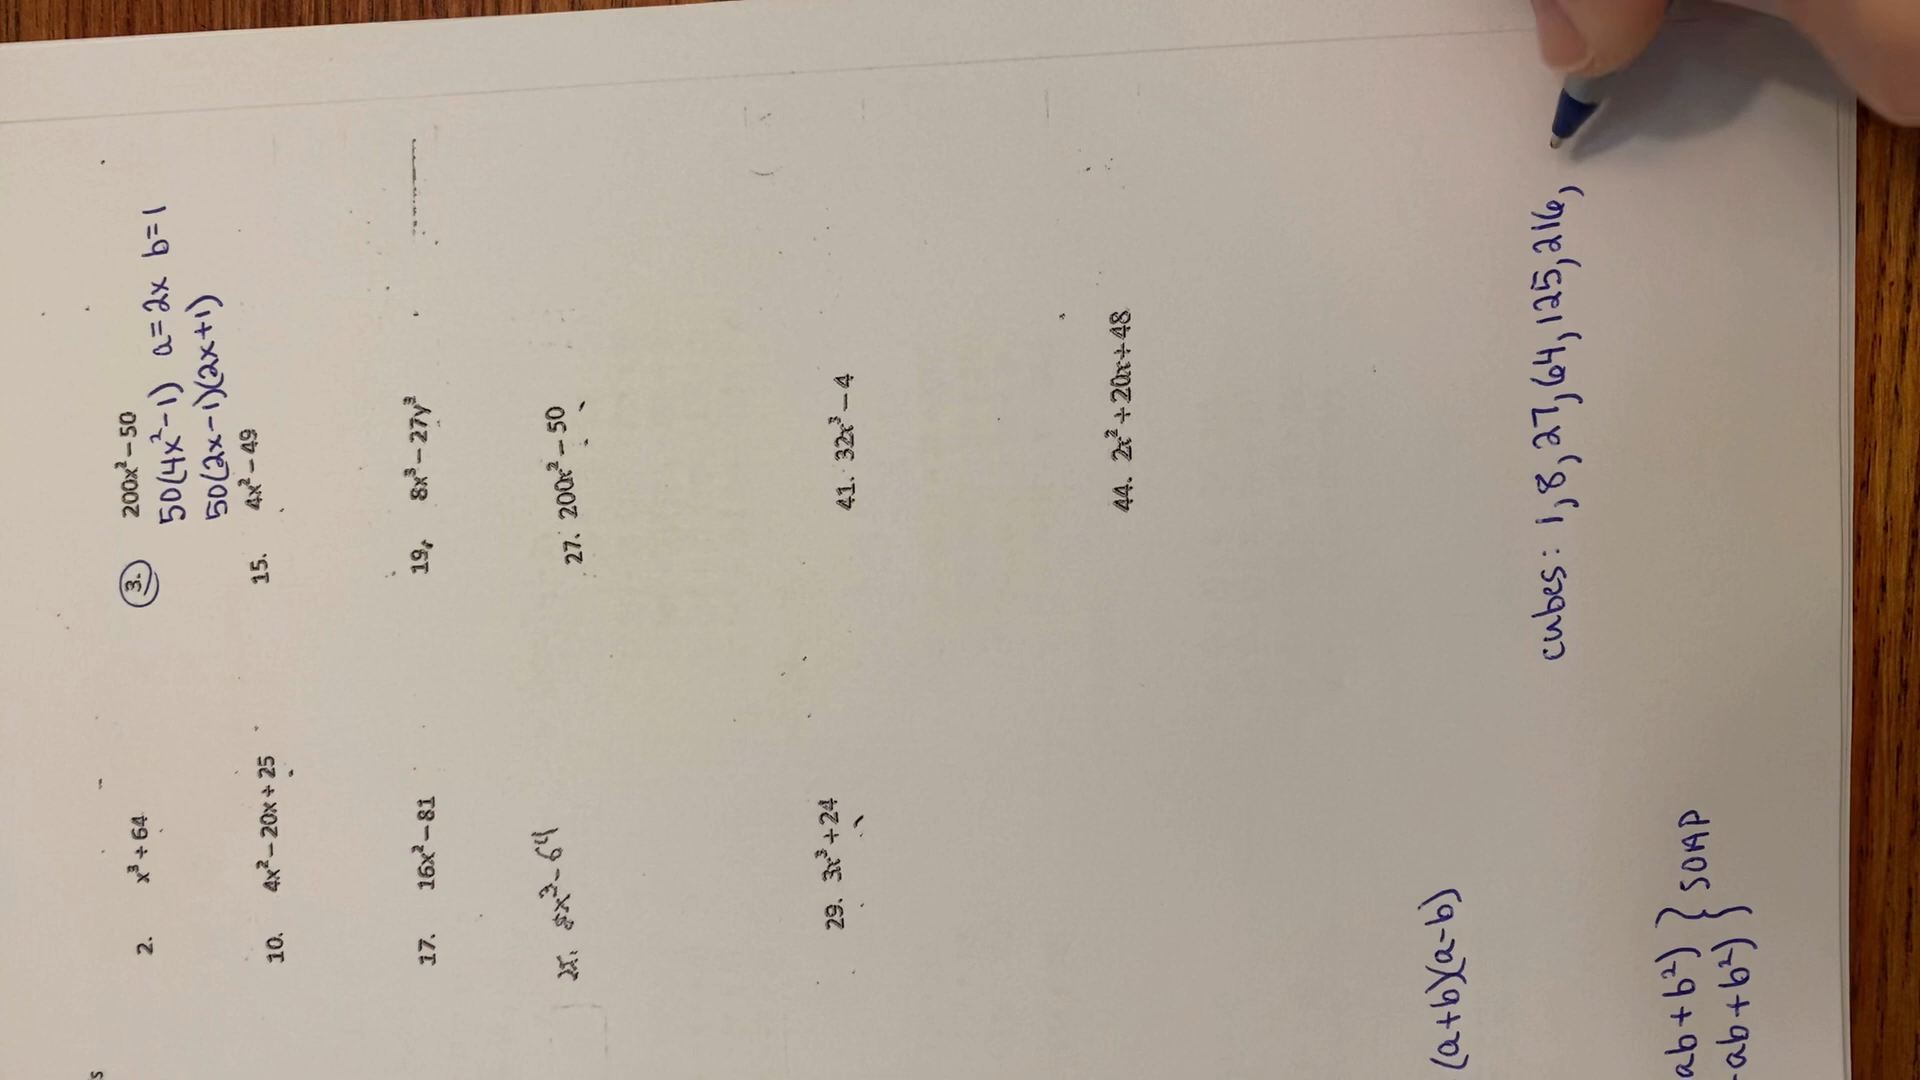 s
2. x³+64
3. 200x²-50
50(4x²-1) a=2x b=1
50(2x-1)(2x+1)
10. 4x²-20x+25
15. 4x²-49
17. 16x²-81
19. 8x³-27y³
25. 8x³-64
27. 200x²-50
29. 3x³+24
41. 32x³-4
44. 2x²+20x+48
(a+b)(a-b)
cubes: 1,8,27,64,125,216,
ab+b²) } SOAP
-ab+b²)